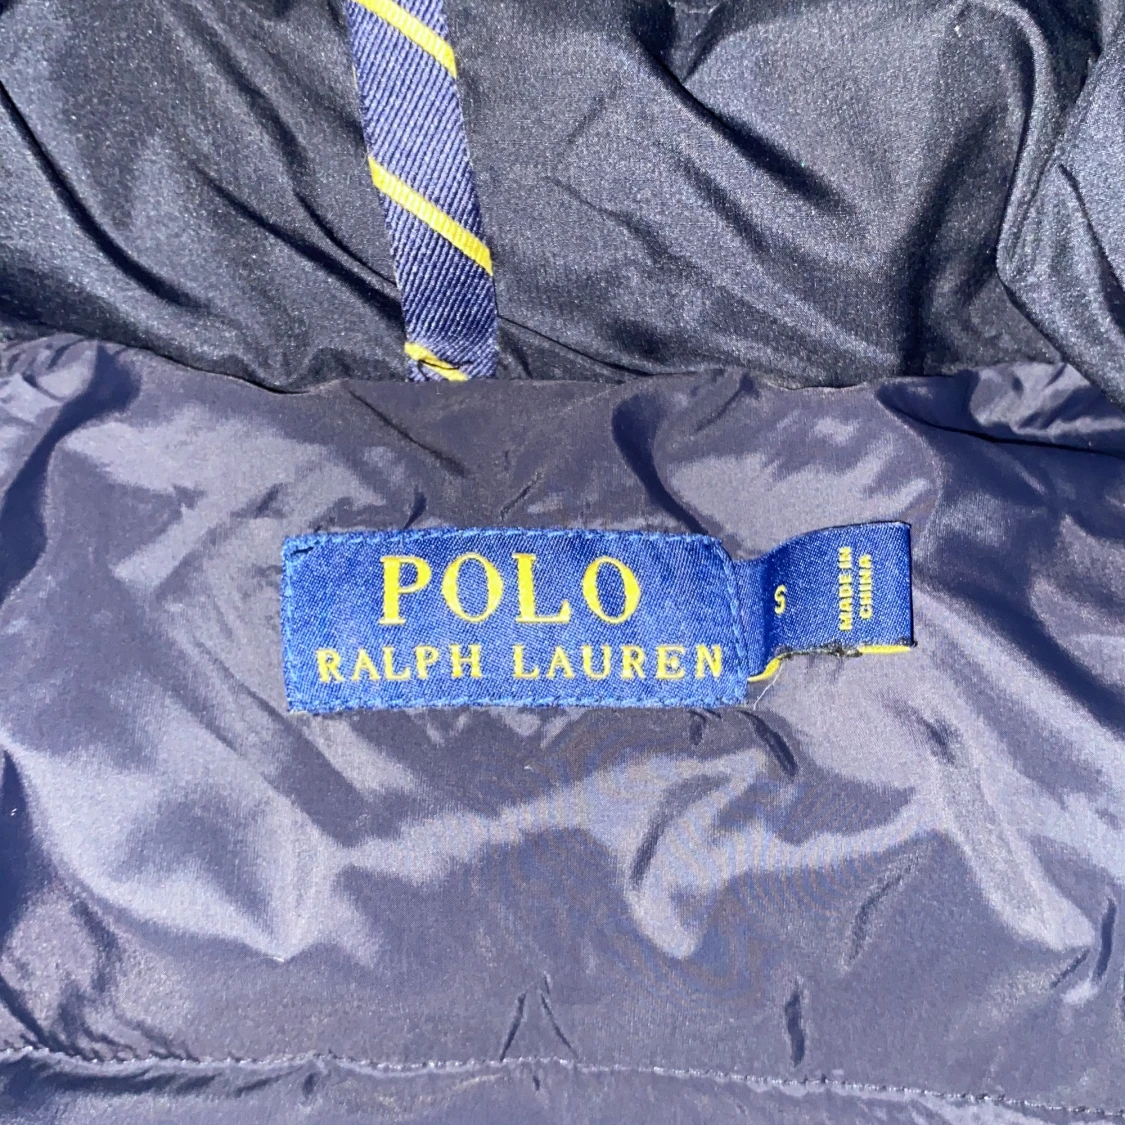 POLO
RALPH LAUREN
S
MADE IN
CHINA